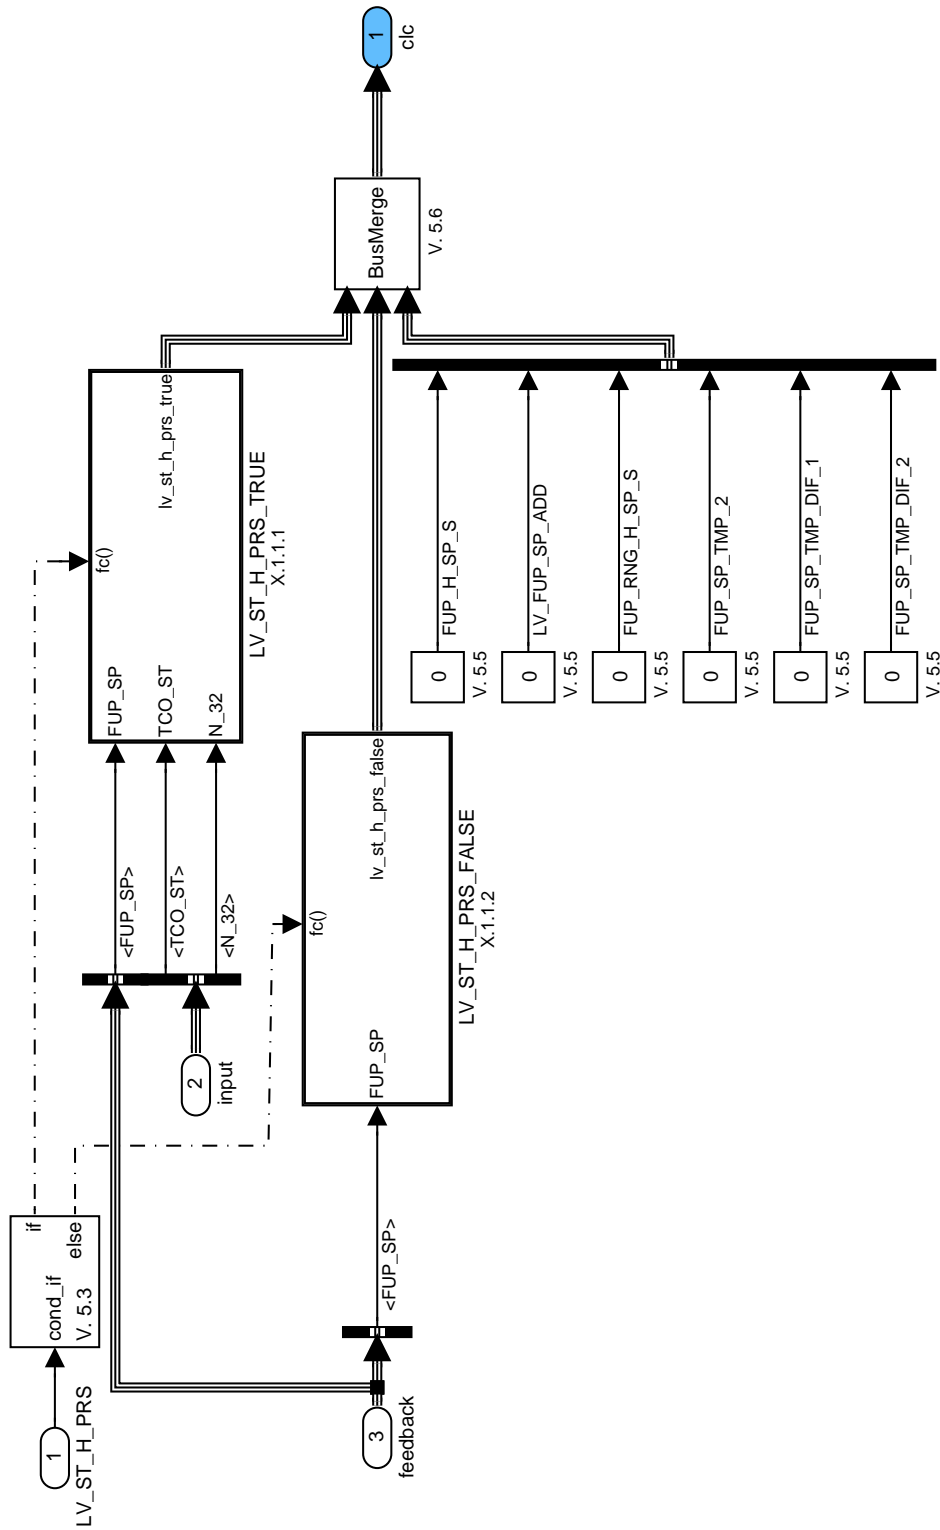 1
LV_ST_H_PRS
cond_if
V. 5.3
if
else
3
feedback
<FUP_SP>
2
input
<FUP_SP>
<TCO_ST>
<N_32>
FUP_SP
TCO_ST
N_32
fc()
lv_st_h_prs_true
LV_ST_H_PRS_TRUE
X.1.1.1
FUP_SP
fc()
lv_st_h_prs_false
LV_ST_H_PRS_FALSE
X.1.1.2
0
V. 5.5
FUP_H_SP_S
0
V. 5.5
LV_FUP_SP_ADD
0
V. 5.5
FUP_RNG_H_SP_S
0
V. 5.5
FUP_SP_TMP_2
0
V. 5.5
FUP_SP_TMP_DIF_1
0
V. 5.5
FUP_SP_TMP_DIF_2
BusMerge
V. 5.6
1
clc